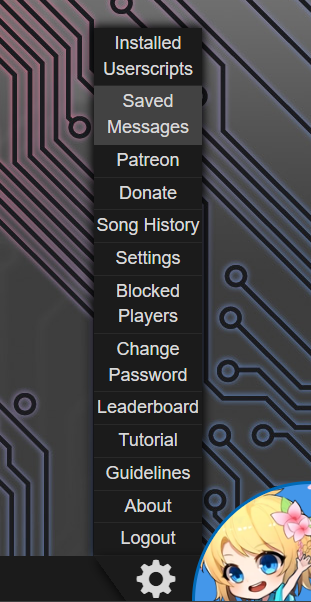 Installed
Userscripts
Saved
Messages
Patreon
Donate
Song History
Settings
Blocked
Players
Change
Password
Leaderboard
Tutorial
Guidelines
About
Logout